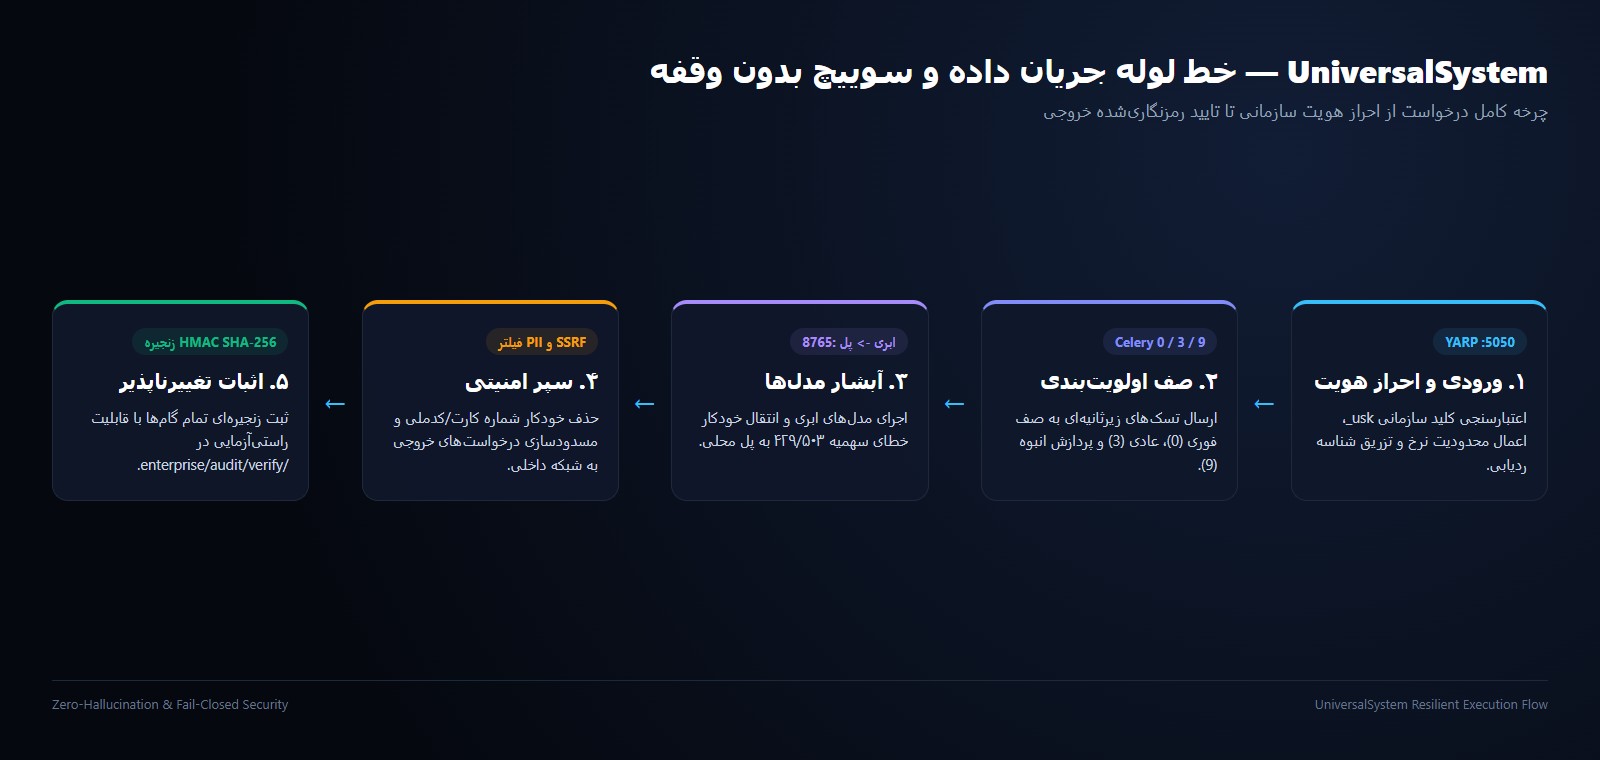 UniversalSystem — خط لوله جریان داده و سوییچ بدون وقفه
چرخه کامل درخواست از احراز هویت سازمانی تا تایید رمزنگاری‌شده خروجی
YARP :5050
۱. ورودی و احراز هویت
اعتبارسنجی کلید سازمانی usk_،
اعمال محدودیت نرخ و تزریق شناسه
ردیابی.
←
Celery 0 / 3 / 9
۲. صف اولویت‌بندی
ارسال تسک‌های زیرثانیه‌ای به صف
فوری (0)، عادی (3) و پردازش انبوه
(9).
←
ابری -> پل :8765
۳. آبشار مدل‌ها
اجرای مدل‌های ابری و انتقال خودکار
خطای سهمیه ۴۲۹/۵۰۳ به پل محلی.
←
SSRF و PII فیلتر
۴. سپر امنیتی
حذف خودکار شماره کارت/کدملی و
مسدودسازی درخواست‌های خروجی
به شبکه داخلی.
←
HMAC SHA-256 زنجیره
۵. اثبات تغییرناپذیر
ثبت زنجیره‌ای تمام گام‌ها با قابلیت
راستی‌آزمایی در
/enterprise/audit/verify.
UniversalSystem Resilient Execution Flow
Zero-Hallucination & Fail-Closed Security